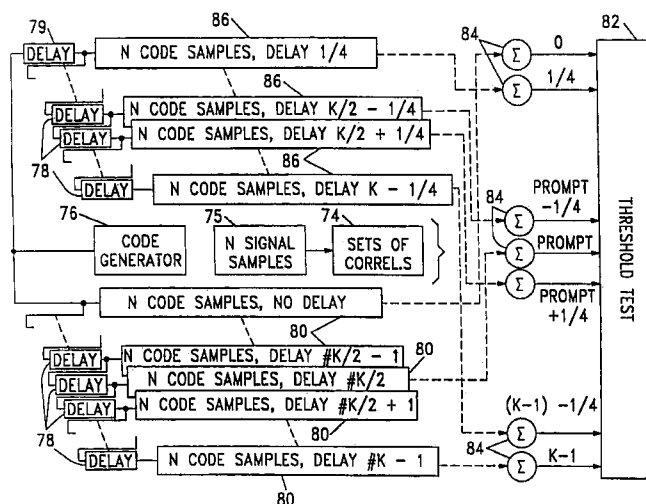 79
86
82
DELAY
N CODE SAMPLES, DELAY 1/4
84
Σ
0
Σ
1/4
86
DELAY
N CODE SAMPLES, DELAY K/2 - 1/4
DELAY
N CODE SAMPLES, DELAY K/2 + 1/4
78
86
78
DELAY
N CODE SAMPLES, DELAY K - 1/4
76
75
74
84
Σ
PROMPT
-1/4
CODE
GENERATOR
N SIGNAL
SAMPLES
SETS OF
CORREL.S
Σ
PROMPT
Σ
PROMPT
+1/4
THRESHOLD TEST
N CODE SAMPLES, NO DELAY
80
80
DELAY
N CODE SAMPLES, DELAY #K/2 - 1
DELAY
N CODE SAMPLES, DELAY #K/2
DELAY
N CODE SAMPLES, DELAY #K/2 + 1
78
80
78
Σ
(K-1) -1/4
84
DELAY
N CODE SAMPLES, DELAY #K - 1
Σ
K-1
80